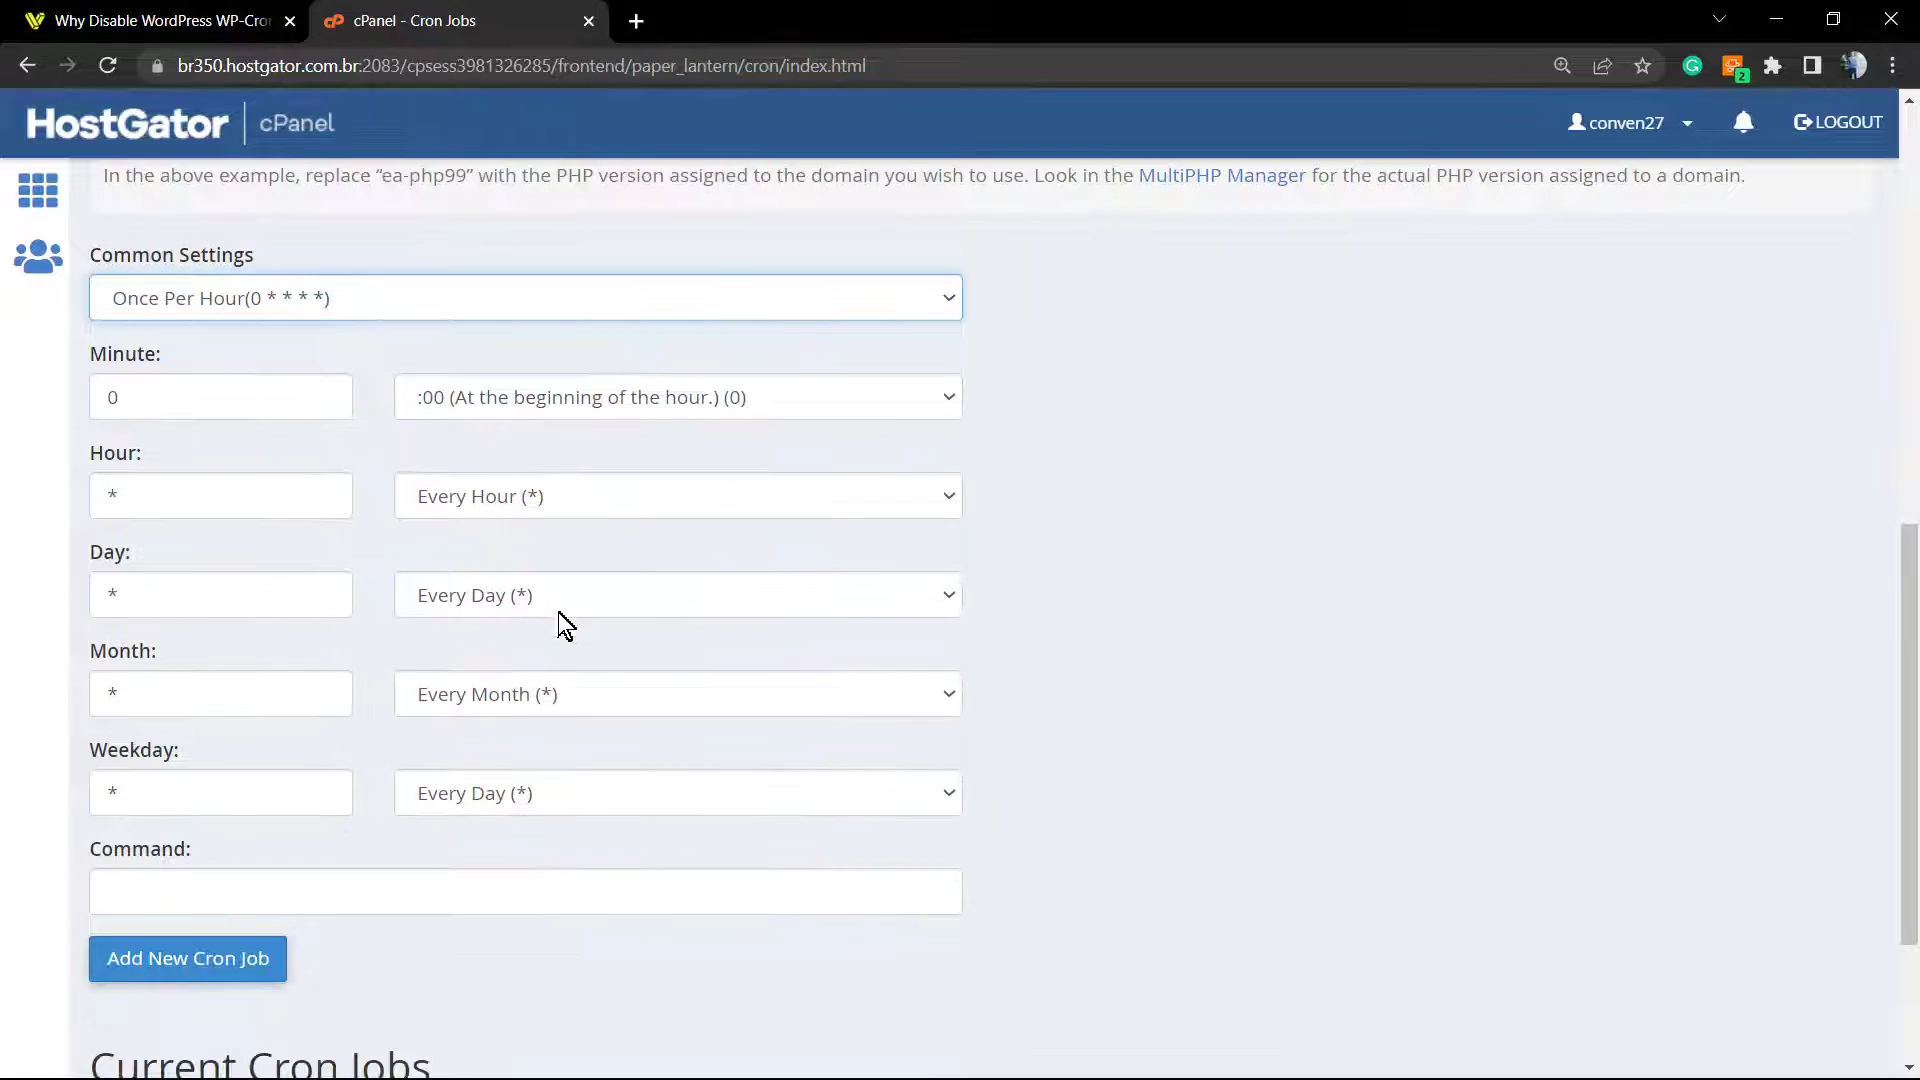 Why Disable WordPress WP-Cro
cPanel - Cron Jobs
br350.hostgator.com.br:2083/cpsess3981326285/frontend/paper_lantern/cron/index.html
2
HostGator cPanel
conven27
LOGOUT
In the above example, replace “ea-php99” with the PHP version assigned to the domain you wish to use. Look in the MultiPHP Manager for the actual PHP version assigned to a domain.
Common Settings
Once Per Hour(0 * * * *)
Minute:
0
:00 (At the beginning of the hour.) (0)
Hour:
*
Every Hour (*)
Day:
*
Every Day (*)
Month:
*
Every Month (*)
Weekday:
*
Every Day (*)
Command:
Add New Cron Job
Current Cron Jobs